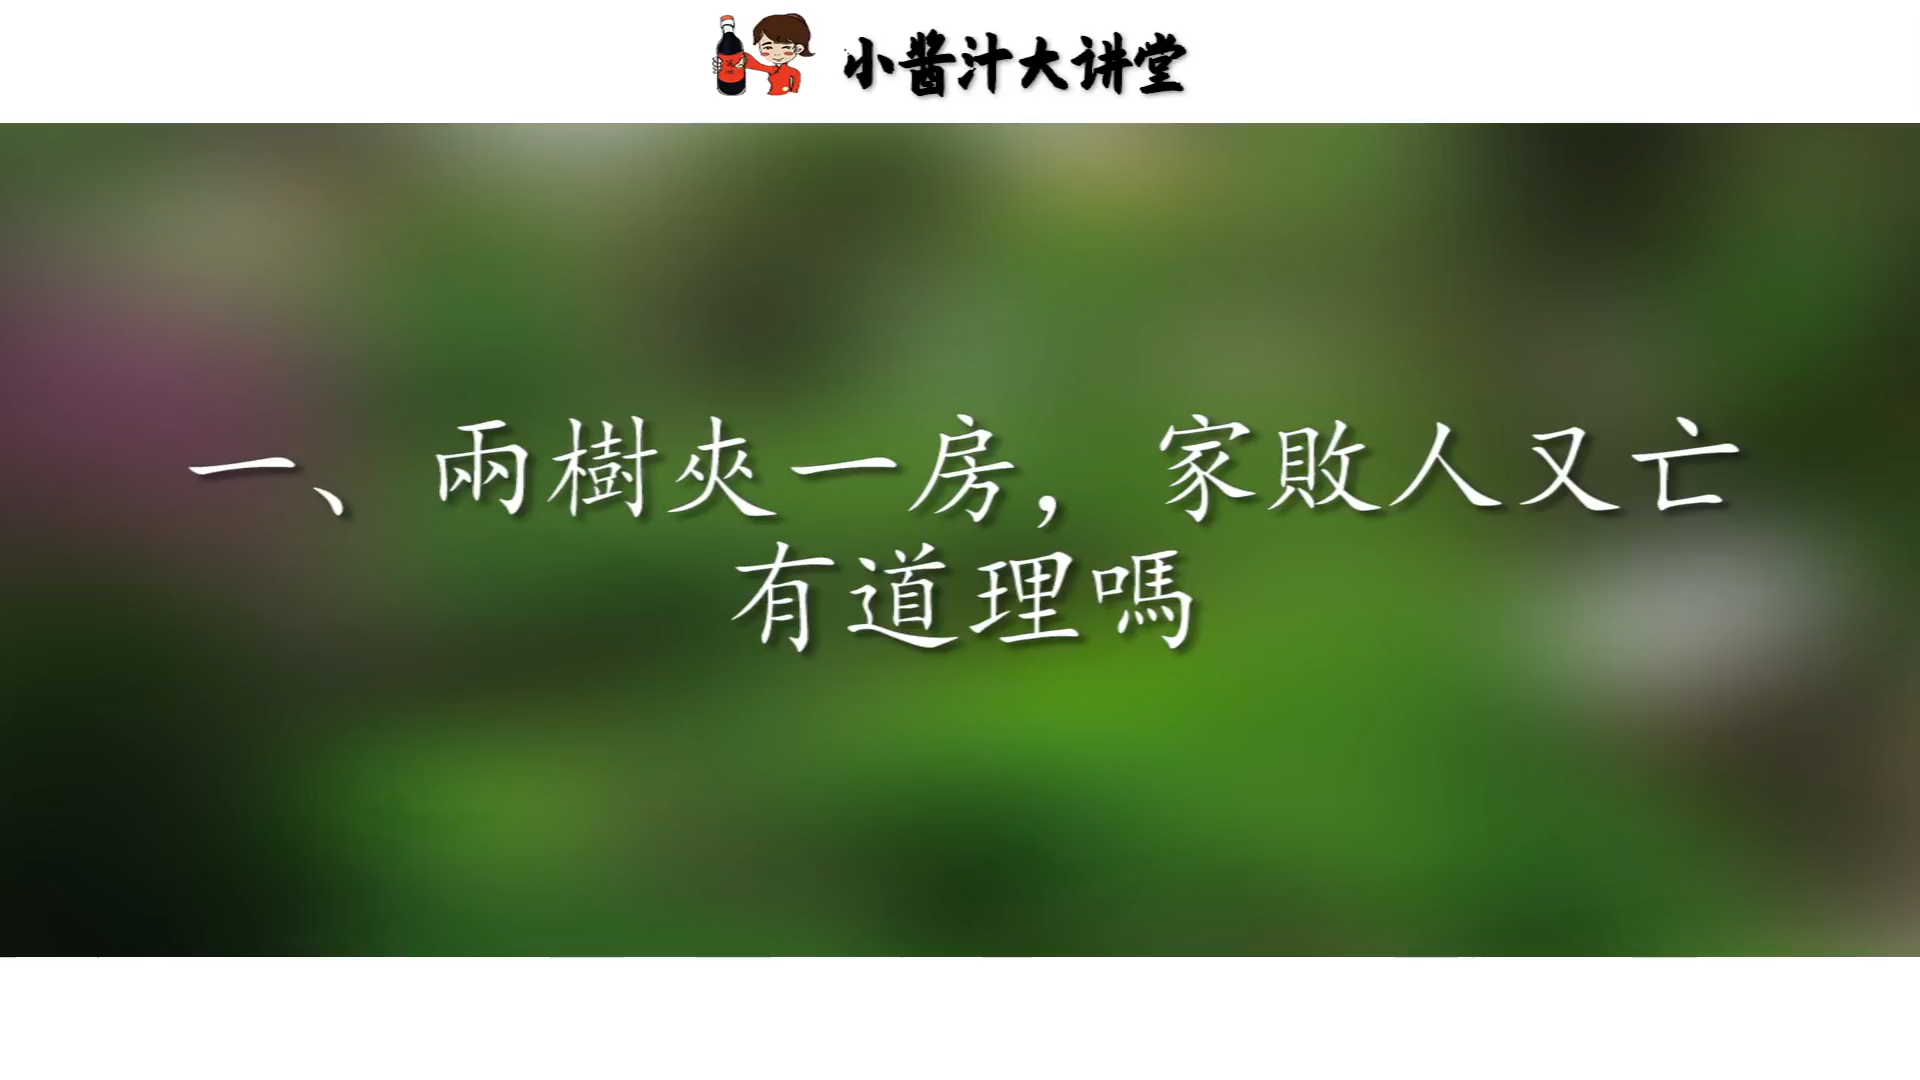 小酱汁大讲堂
一、兩樹夾一房，家敗人又亡
有道理嗎